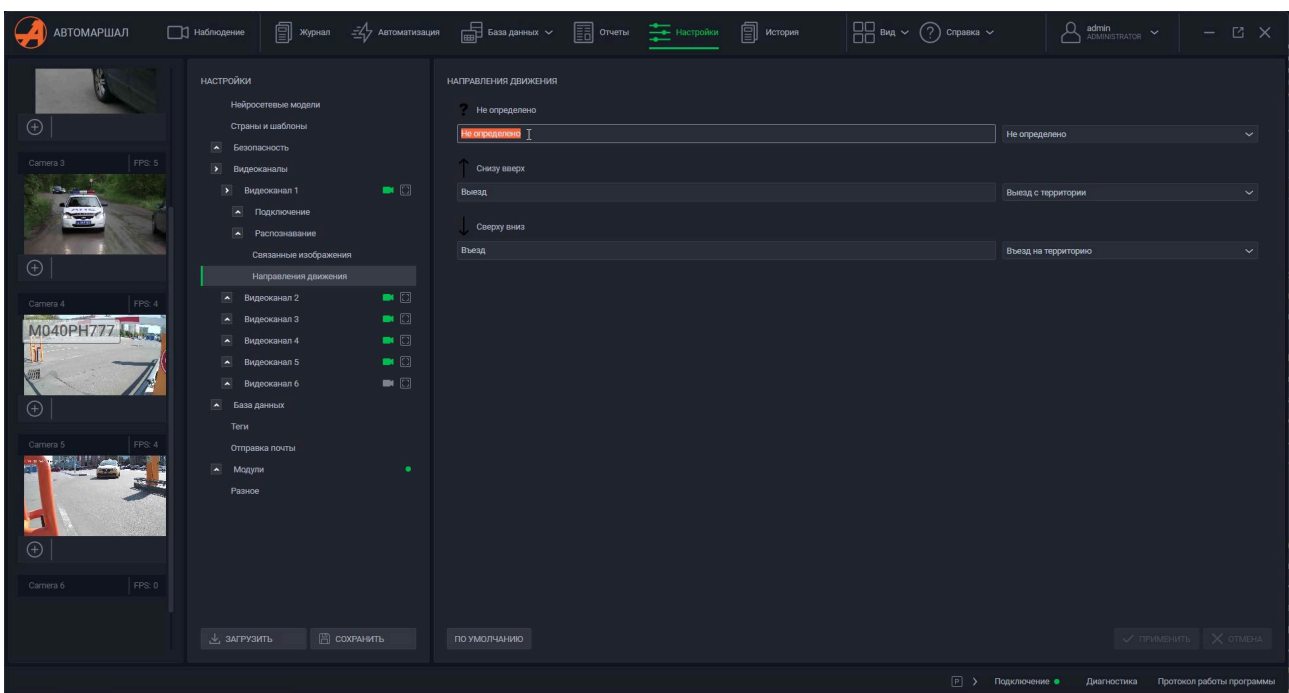 АВТОМАРШАЛ Наблюдение Журнал Автоматизация База данных Отчеты Настройки История Вид ? Справка admin
ADMINISTRATOR
Camera 3 FPS: 5
Camera 4 FPS: 4
M040PH777
Camera 5 FPS: 4
Camera 6 FPS: 0
НАСТРОЙКИ
Нейросетевые модели
Страны и шаблоны
Безопасность
Видеоканалы
Видеоканал 1
Подключение
Распознавание
Связанные изображения
Направления движения
Видеоканал 2
Видеоканал 3
Видеоканал 4
Видеоканал 5
Видеоканал 6
База данных
Теги
Отправка почты
Модули
Разное
ЗАГРУЗИТЬ СОХРАНИТЬ
НАПРАВЛЕНИЯ ДВИЖЕНИЯ
? Не определено
Не определено Не определено
Снизу вверх
Выезд Выезд с территории
Сверху вниз
Въезд Въезд на территорию
ПО УМОЛЧАНИЮ ПРИМЕНИТЬ ОТМЕНА
P Подключение Диагностика Протокол работы программы